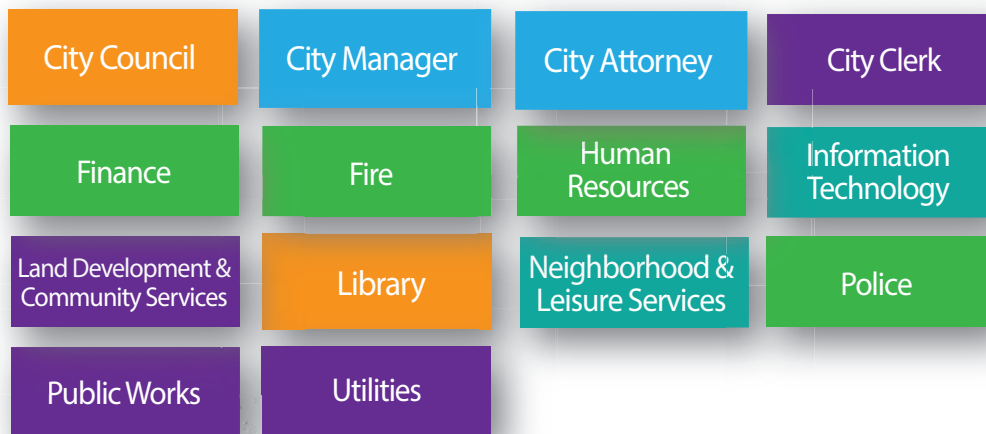 City Council
City Manager
City Attorney
City Clerk
Finance
Fire
Human
Resources
Information
Technology
Land Development &
Community Services
Library
Neighborhood &
Leisure Services
Police
Public Works
Utilities